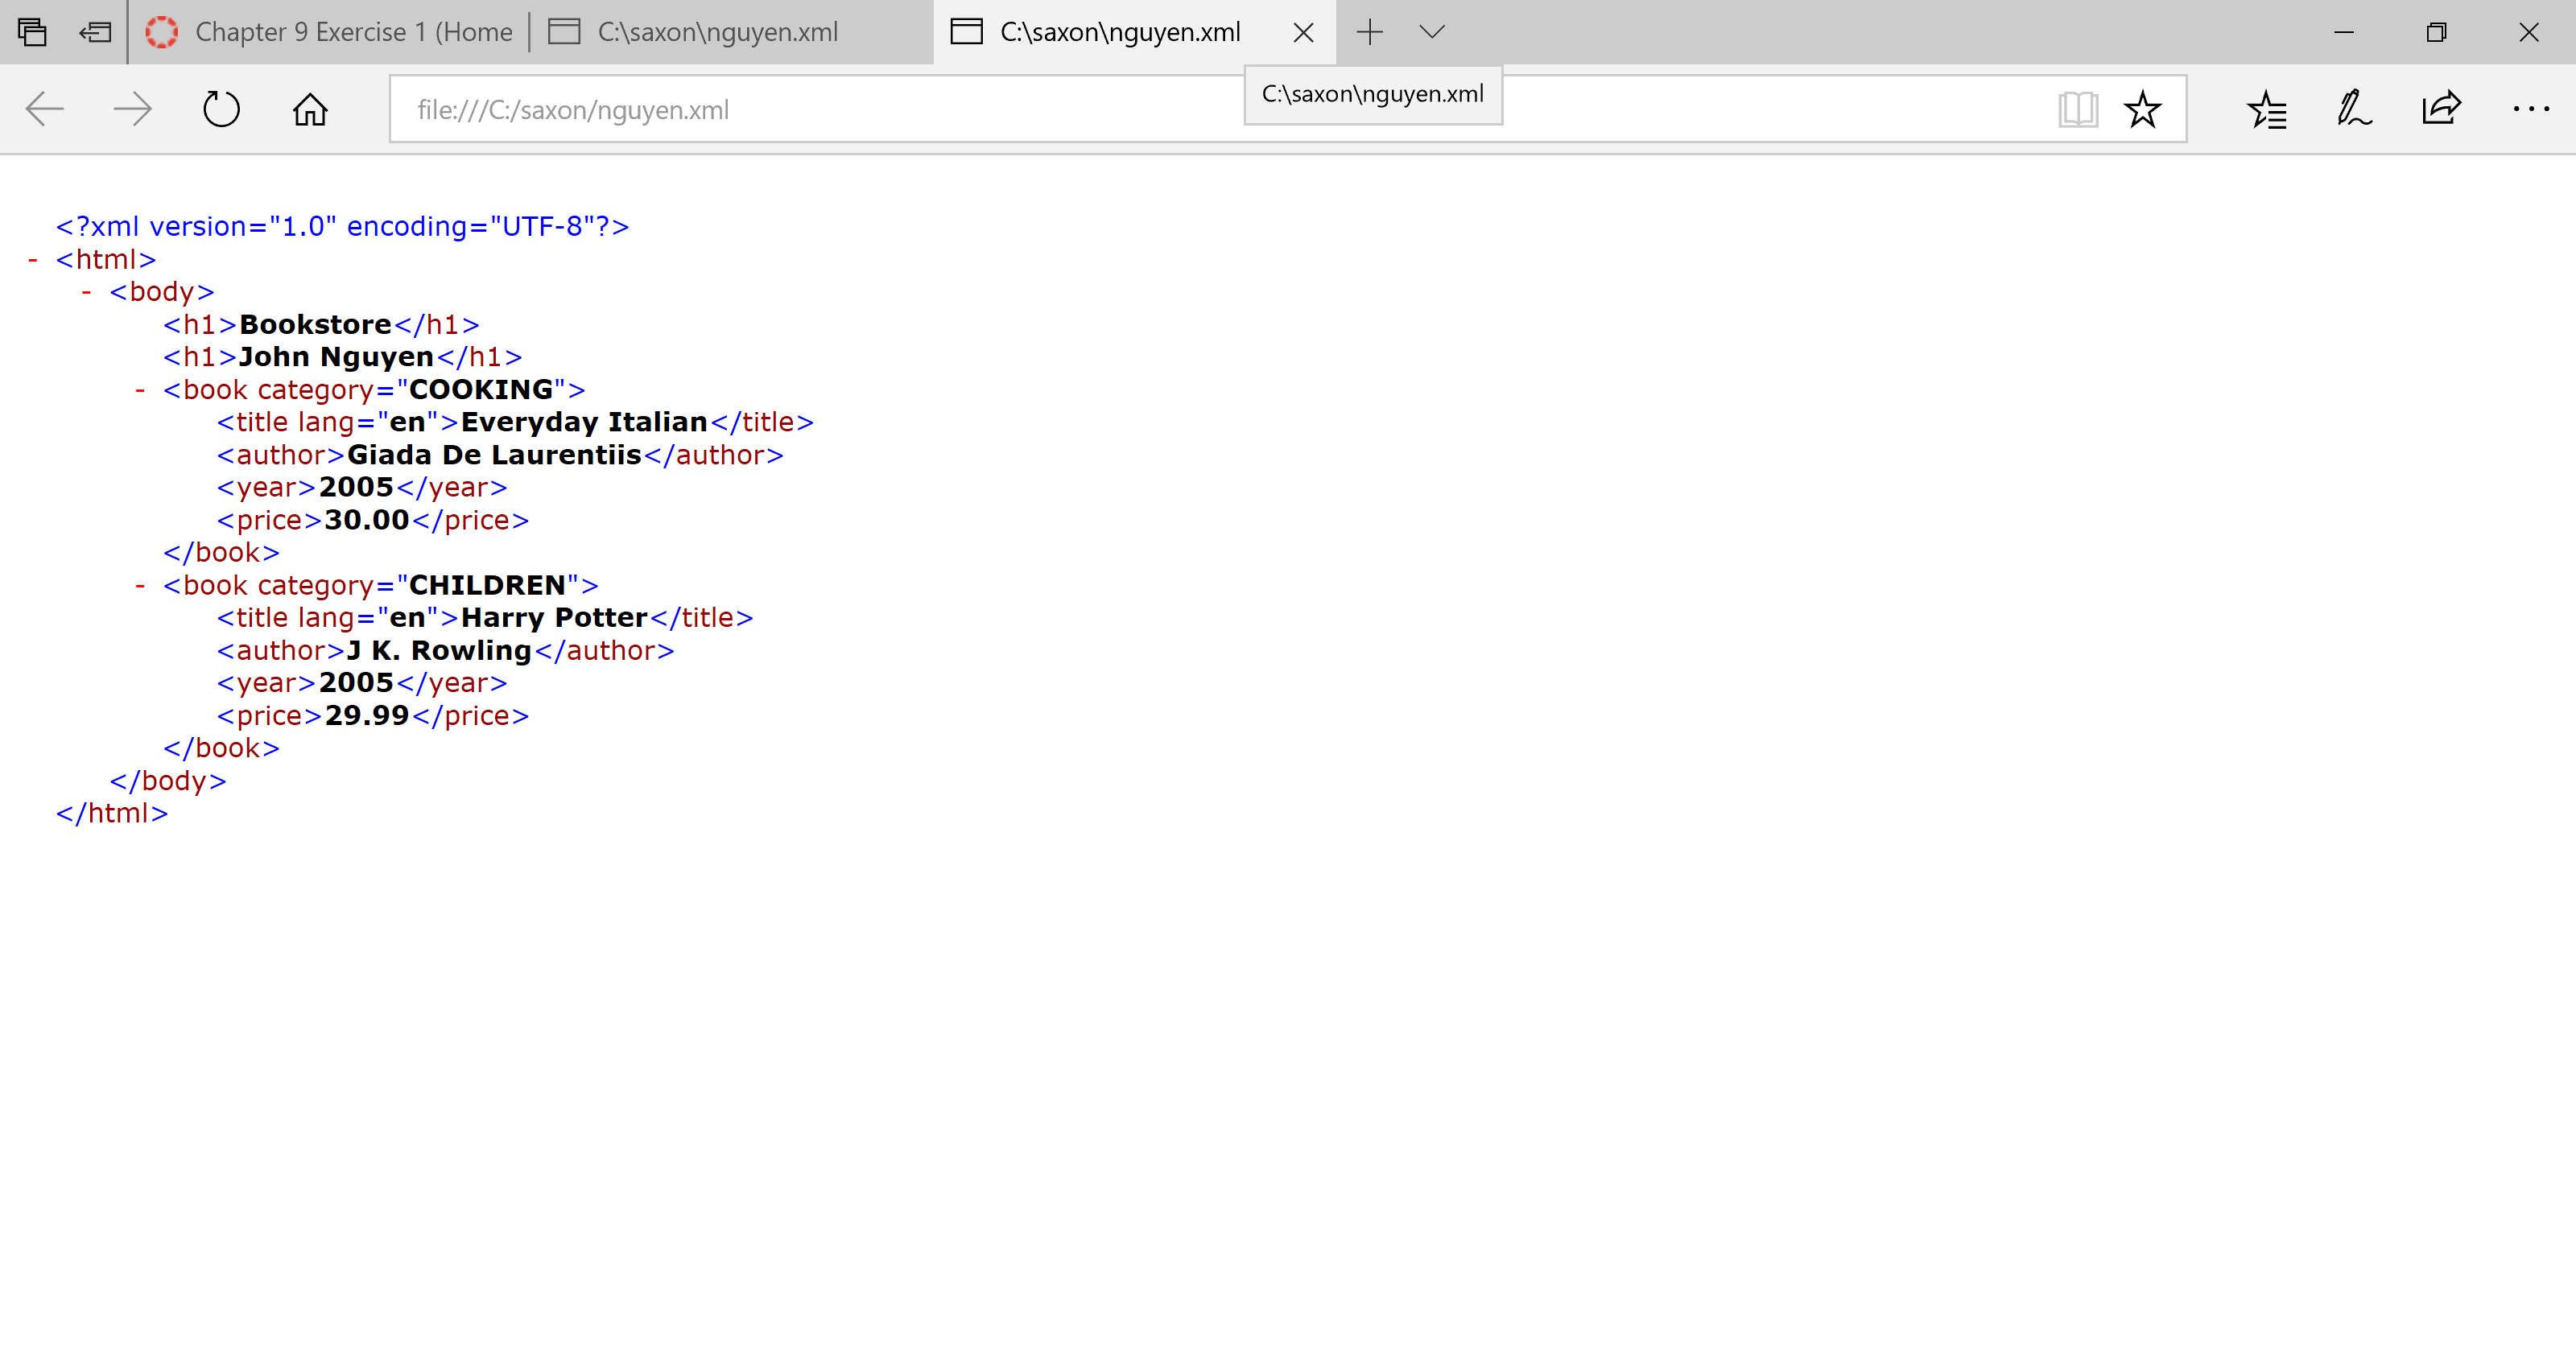 Chapter 9 Exercise 1 (Home
C:\saxon\nguyen.xml
C:\saxon\nguyen.xml
file:///C:/saxon/nguyen.xml
C:\saxon\nguyen.xml
<?xml version="1.0" encoding="UTF-8"?>
- <html>
- <body>
<h1>Bookstore</h1>
<h1>John Nguyen</h1>
- <book category="COOKING">
<title lang="en">Everyday Italian</title>
<author>Giada De Laurentiis</author>
<year>2005</year>
<price>30.00</price>
</book>
- <book category="CHILDREN">
<title lang="en">Harry Potter</title>
<author>J K. Rowling</author>
<year>2005</year>
<price>29.99</price>
</book>
</body>
</html>